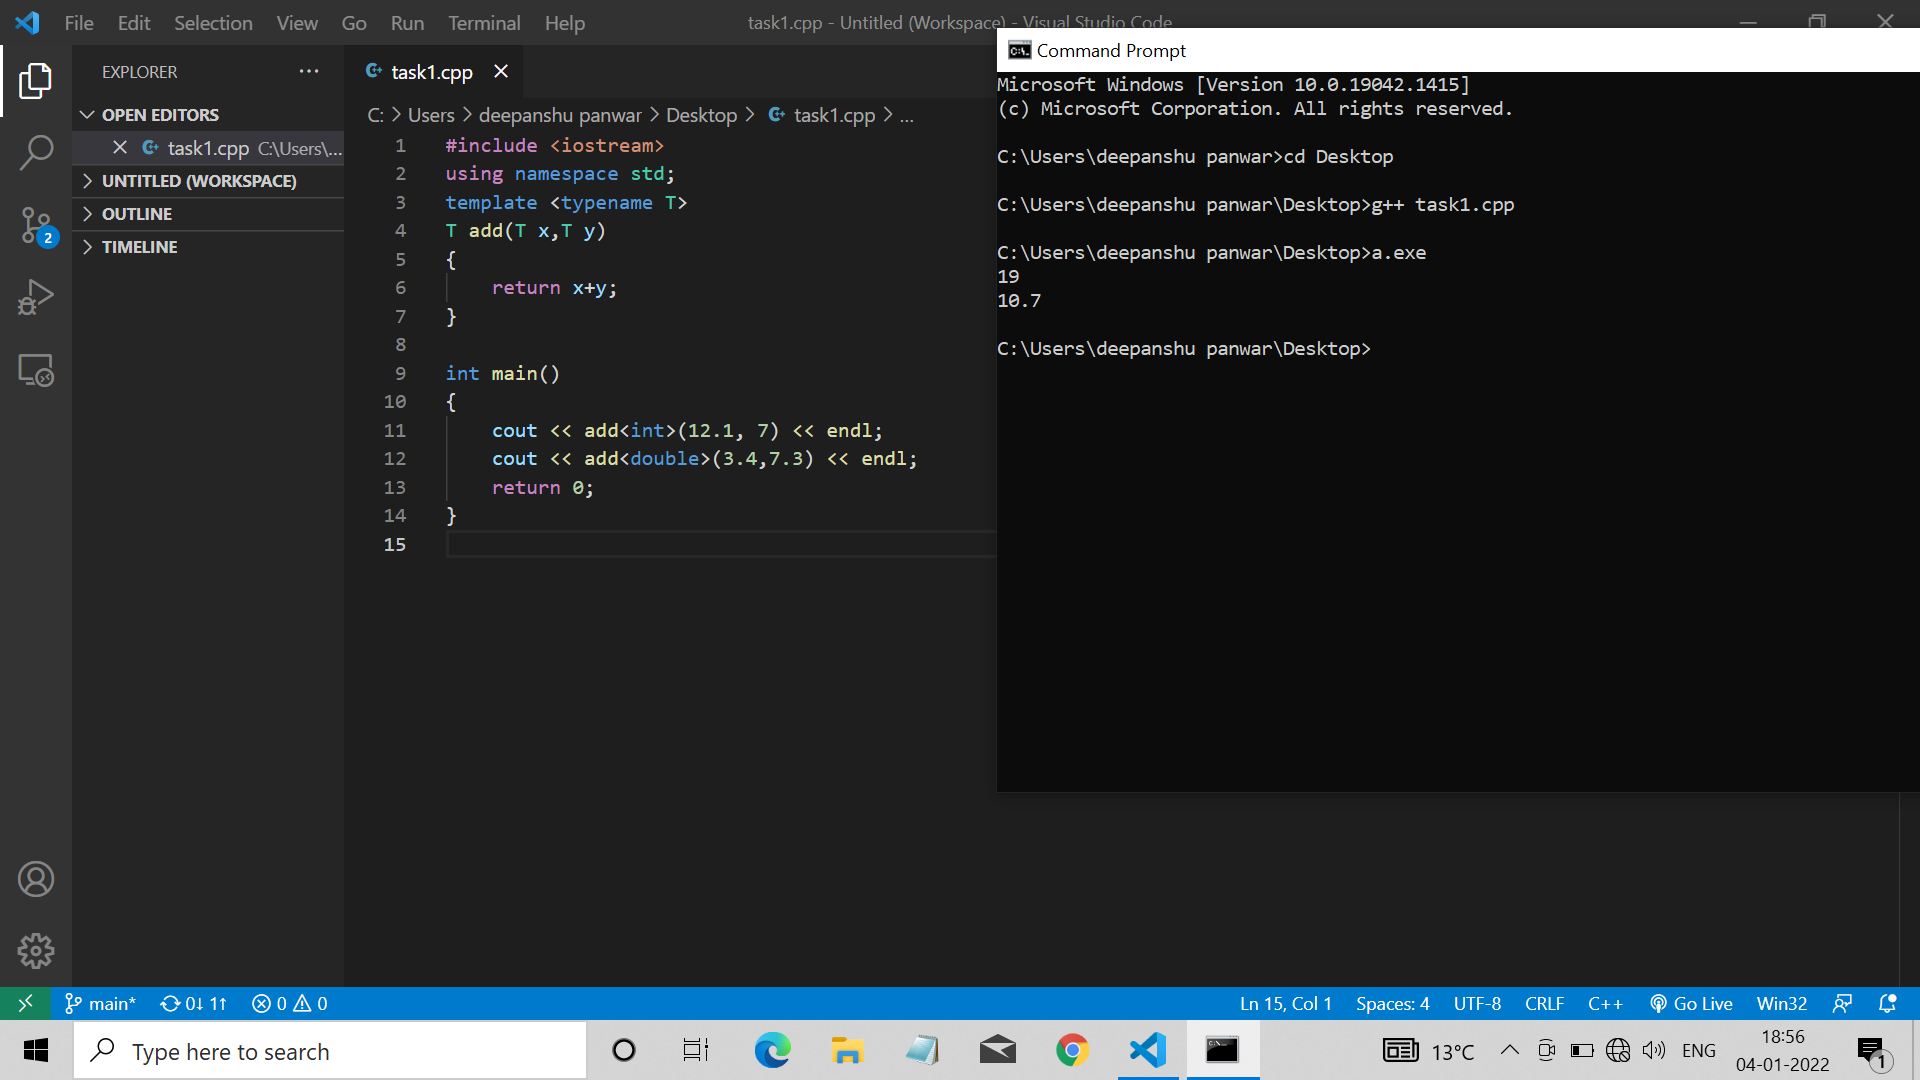 File Edit Selection View Go Run Terminal Help
task1.cpp - Untitled (Workspace) - Visual Studio Code
EXPLORER
OPEN EDITORS
task1.cpp C:\Users\...
UNTITLED (WORKSPACE)
OUTLINE
TIMELINE
2
task1.cpp
C: > Users > deepanshu panwar > Desktop > task1.cpp > ...
1 #include <iostream>
2 using namespace std;
3 template <typename T>
4 T add(T x,T y)
5 {
6     return x+y;
7 }
8
9 int main()
10 {
11     cout << add<int>(12.1, 7) << endl;
12     cout << add<double>(3.4,7.3) << endl;
13     return 0;
14 }
15
Command Prompt
Microsoft Windows [Version 10.0.19042.1415]
(c) Microsoft Corporation. All rights reserved.
C:\Users\deepanshu panwar>cd Desktop
C:\Users\deepanshu panwar\Desktop>g++ task1.cpp
C:\Users\deepanshu panwar\Desktop>a.exe
19
10.7
C:\Users\deepanshu panwar\Desktop>
main* 0↓ 1↑ 0 0
Ln 15, Col 1 Spaces: 4 UTF-8 CRLF C++ Go Live Win32
Type here to search
13°C ENG
18:56
04-01-2022
1